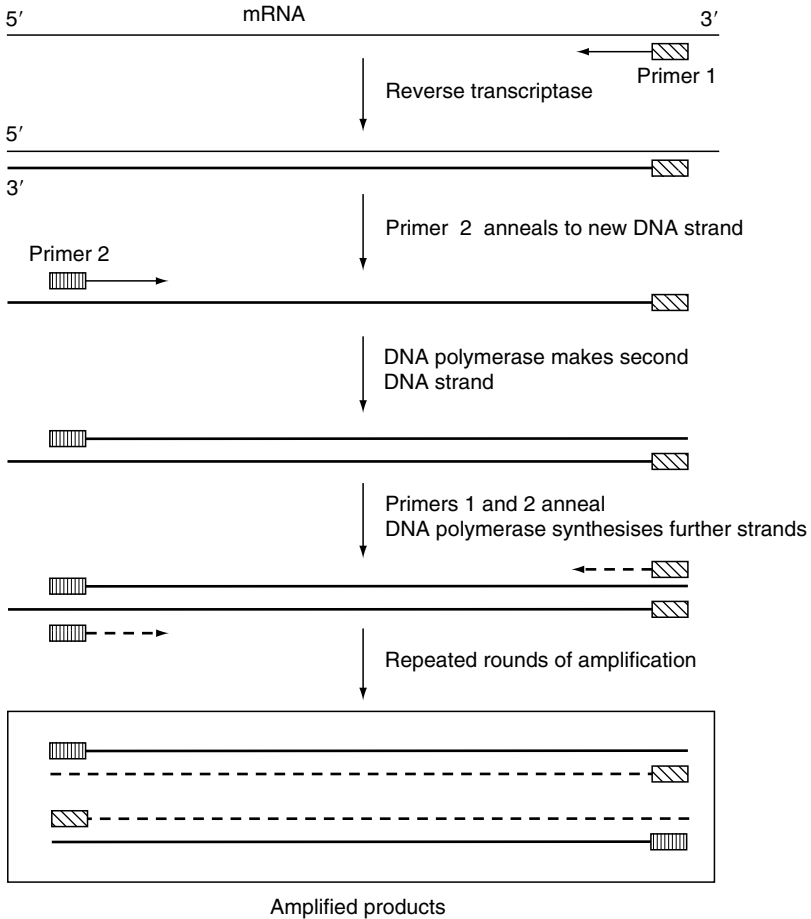 5′ mRNA 3′
Primer 1
Reverse transcriptase
5′
3′
Primer 2 anneals to new DNA strand
Primer 2
DNA polymerase makes second
DNA strand
Primers 1 and 2 anneal
DNA polymerase synthesises further strands
Repeated rounds of amplification
Amplified products